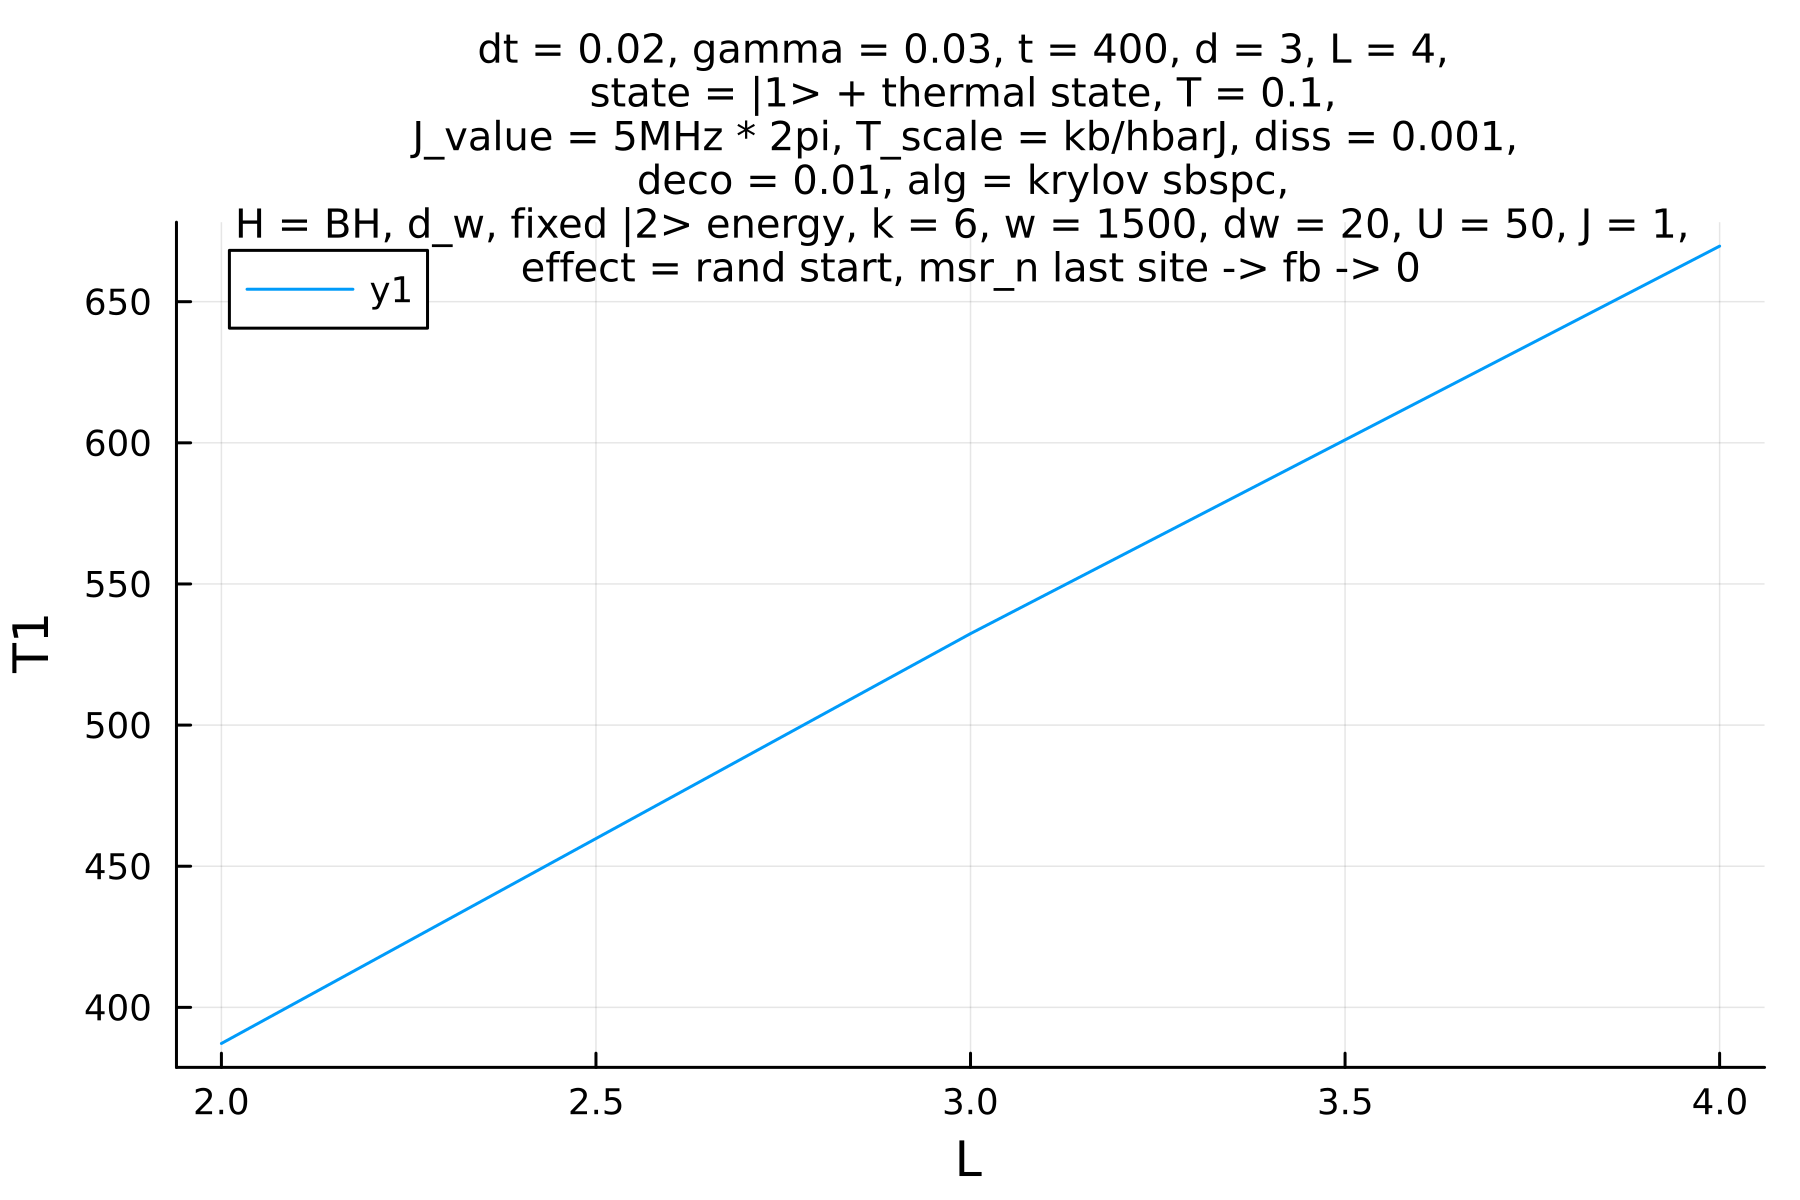 dt = 0.02, gamma = 0.03, t = 400, d = 3, L = 4,
state = |1> + thermal state, T = 0.1,
J_value = 5MHz * 2pi, T_scale = kb/hbarJ, diss = 0.001,
deco = 0.01, alg = krylov sbspc,
H = BH, d_w, fixed |2> energy, k = 6, w = 1500, dw = 20, U = 50, J = 1,
effect = rand start, msr_n last site -> fb -> 0
y1
650
600
550
500
450
400
T1
2.0 2.5 3.0 3.5 4.0
L